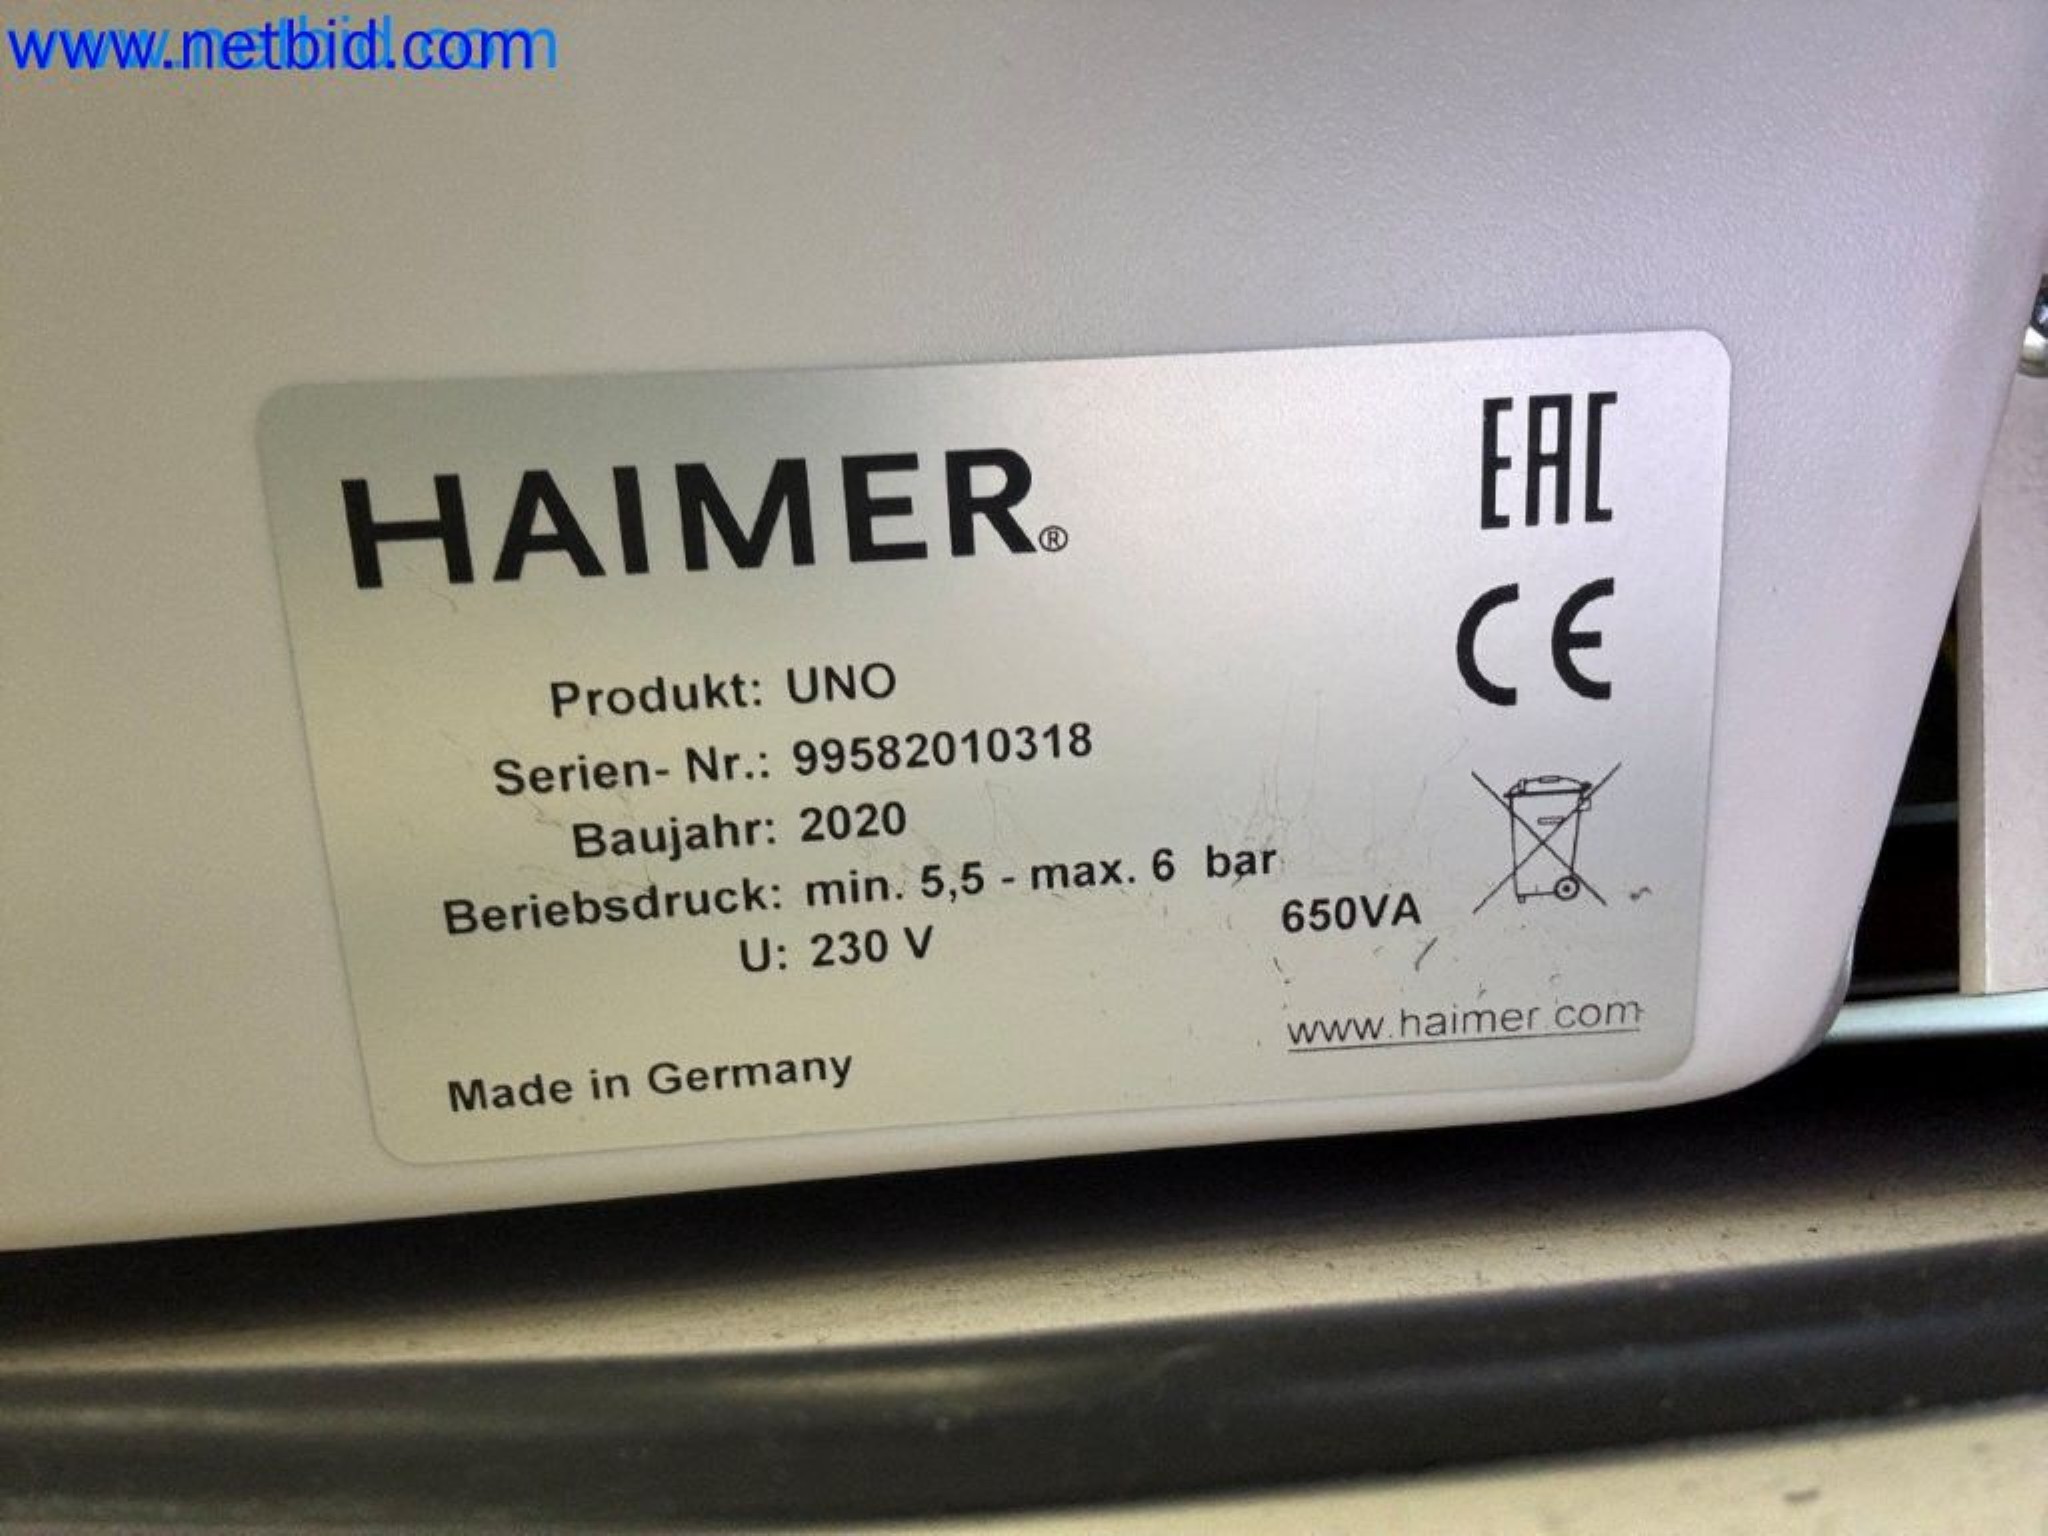 www.netbid.com
HAIMER®
EAC
CE
Produkt: UNO
Serien- Nr.: 99582010318
Baujahr: 2020
Beriebsdruck: min. 5,5 - max. 6 bar
U: 230 V
650VA
www.haimer.com
Made in Germany